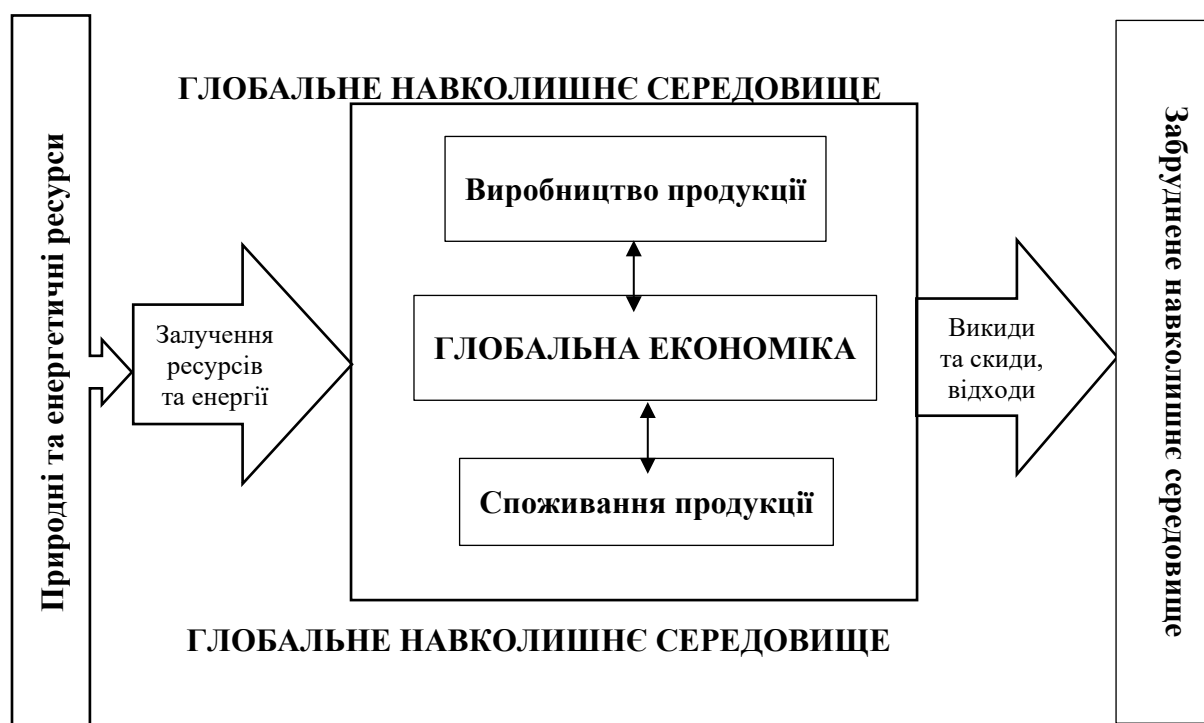 Природні та енергетичні ресурси
ГЛОБАЛЬНЕ НАВКОЛИШНЄ СЕРЕДОВИЩЕ
Виробництво продукції
Залучення
ресурсів
та енергії
ГЛОБАЛЬНА ЕКОНОМІКА
Викиди
та скиди,
відходи
Споживання продукції
ГЛОБАЛЬНЕ НАВКОЛИШНЄ СЕРЕДОВИЩЕ
Забруднене навколишнє середовище